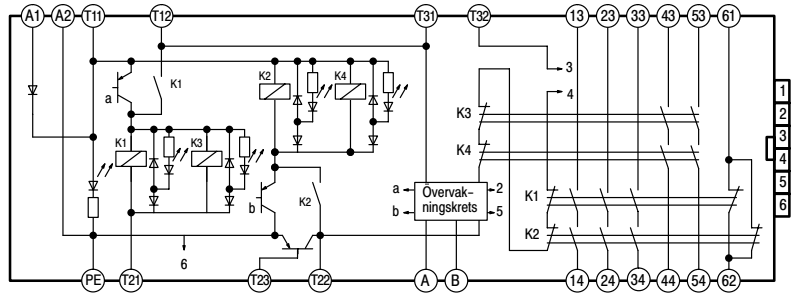 A1 A2 T11 T12 T31 T32 13 23 33 43 53 61
K1
a
K2 K4
3
4
K3
K4
K1 K3
a Övervak-ningskrets 2
b 5
b
K2
K1
K2
6
1
2
3
4
5
6
PE T21 T23 T22 A B 14 24 34 44 54 62